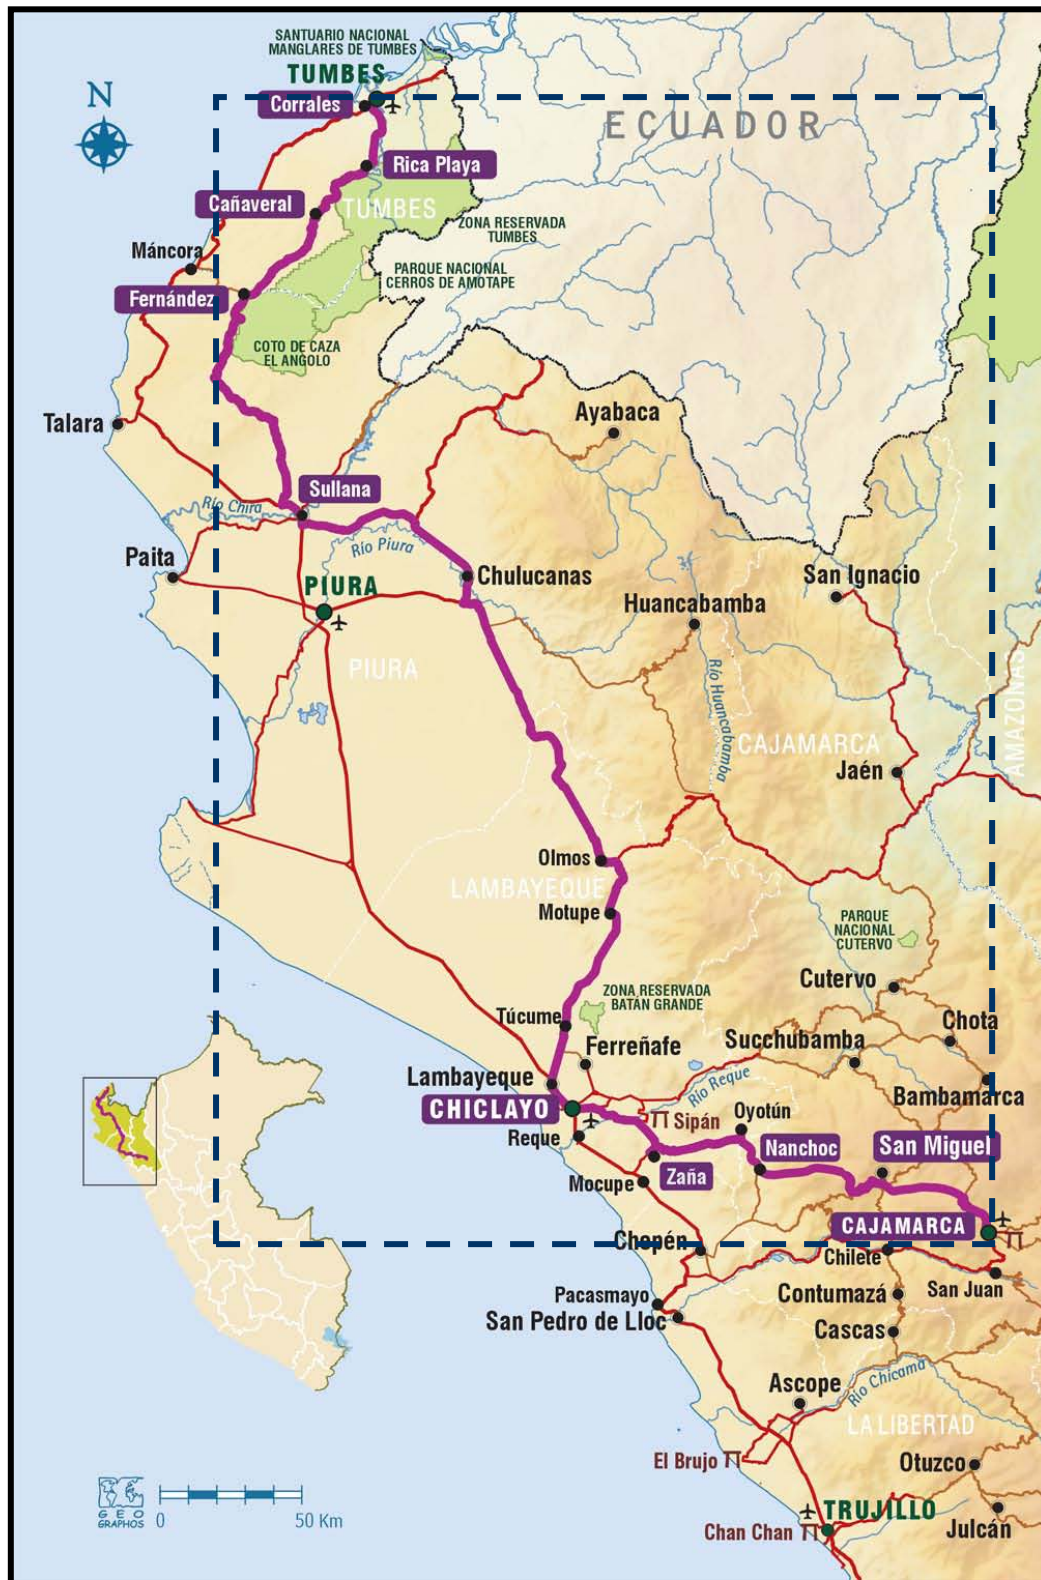 SANTUARIO NACIONAL
MANGLARES DE TUMBES
TUMBES
Corrales
ECUADOR
N
Rica Playa
Cañaveral
TUMBES
ZONA RESERVADA
TUMBES
Máncora
PARQUE NACIONAL
CERROS DE AMOTAPE
Fernández
COTO DE CAZA
EL ANGOLO
Talara
Ayabaca
Sullana
Río Chira
Río Piura
Paita
Chulucanas
San Ignacio
PIURA
Huancabamba
PIURA
Río Huancabamba
AMAZONAS
CAJAMARCA
Jaén
Olmos
LAMBAYEQUE
Motupe
PARQUE
NACIONAL
CUTERVO
Cutervo
ZONA RESERVADA
BATÁN GRANDE
Túcume
Chota
Succhubamba
Ferreñafe
Lambayeque
Río Reque
Bambamarca
CHICLAYO
Sipán
Oyotún
Reque
Nanchoc
San Miguel
Mocupe
Zaña
CAJAMARCA
Chepén
Chilete
San Juan
Pacasmayo
Contumazá
San Pedro de Lloc
Cascas
Ascope
Río Chicama
LA LIBERTAD
El Brujo
Otuzco
GEO
GRAPHOS
0
50 Km
TRUJILLO
Chan Chan
Julcán